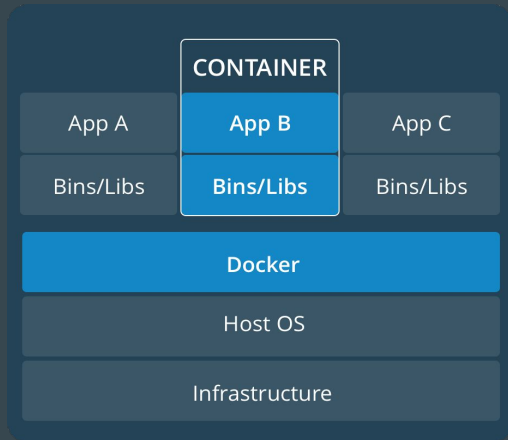 CONTAINER
App A
App B
App C
Bins/Libs
Bins/Libs
Bins/Libs
Docker
Host OS
Infrastructure